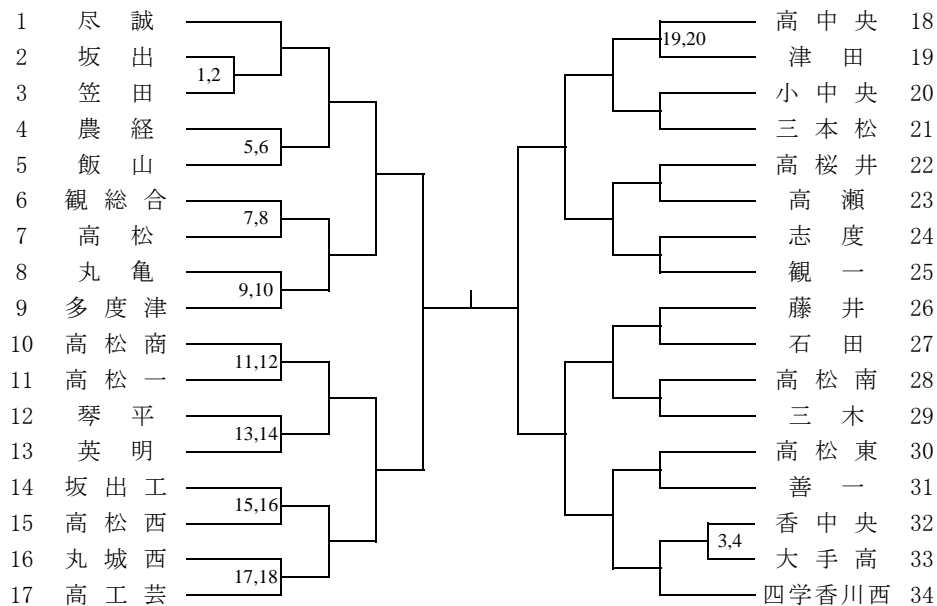 1 尽誠
2 坂出
3 笠田
1,2
4 農経
5 飯山
5,6
6 観総合
7 高松
7,8
8 丸亀
9 多度津
9,10
10 高松商
11 高松一
11,12
12 琴平
13 英明
13,14
14 坂出工
15 高松西
15,16
16 丸城西
17 高工芸
17,18
高中央 18
津田 19
19,20
小中央 20
三本松 21
高桜井 22
高瀬 23
志度 24
観一 25
藤井 26
石田 27
高松南 28
三木 29
高松東 30
善一 31
香中央 32
大手高 33
3,4
四学香川西 34